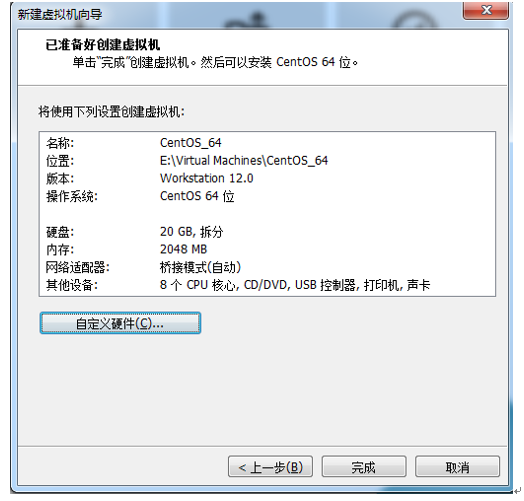 新建虚拟机向导
已准备好创建虚拟机
单击“完成”创建虚拟机。然后可以安装 CentOS 64 位。
将使用下列设置创建虚拟机:
名称: CentOS_64
位置: E:\Virtual Machines\CentOS_64
版本: Workstation 12.0
操作系统: CentOS 64 位
硬盘: 20 GB, 拆分
内存: 2048 MB
网络适配器: 桥接模式(自动)
其他设备: 8 个 CPU 核心, CD/DVD, USB 控制器, 打印机, 声卡
自定义硬件(C)...
< 上一步(B) 完成 取消